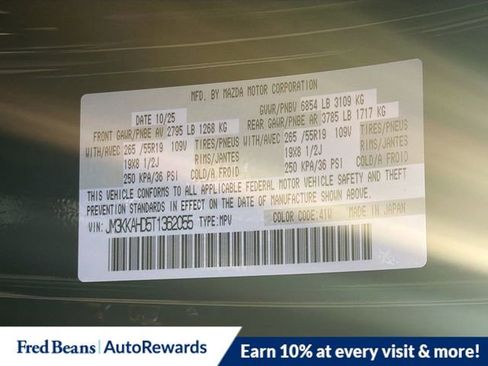 MFD. BY MAZDA MOTOR CORPORATION
DATE 10/25
GVWR/PNBV 6854 LB 3109 KG
FRONT GAWR/PNBE AV 2795 LB 1268 KG
REAR GAWR/PNBE AR 3785 LB 1717 KG
WITH/AVEC 265 /55R19 109V TIRES/PNEUS
WITH/AVEC 265 /55R19 109V TIRES/PNEUS
19X8 1/2J RIMS/JANTES
19X8 1/2J RIMS/JANTES
250 KPA/36 PSI COLD/A FROID
250 KPA/36 PSI COLD/A FROID
THIS VEHICLE CONFORMS TO ALL APPLICABLE FEDERAL MOTOR VEHICLE SAFETY AND THEFT
PREVENTION STANDARDS IN EFFECT ON THE DATE OF MANUFACTURE SHOWN ABOVE.
VIN: JM3KKAHD5T1362055 TYPE: MPV COLOR CODE: 41W MADE IN JAPAN
Fred Beans AutoRewards
Earn 10% at every visit & more!